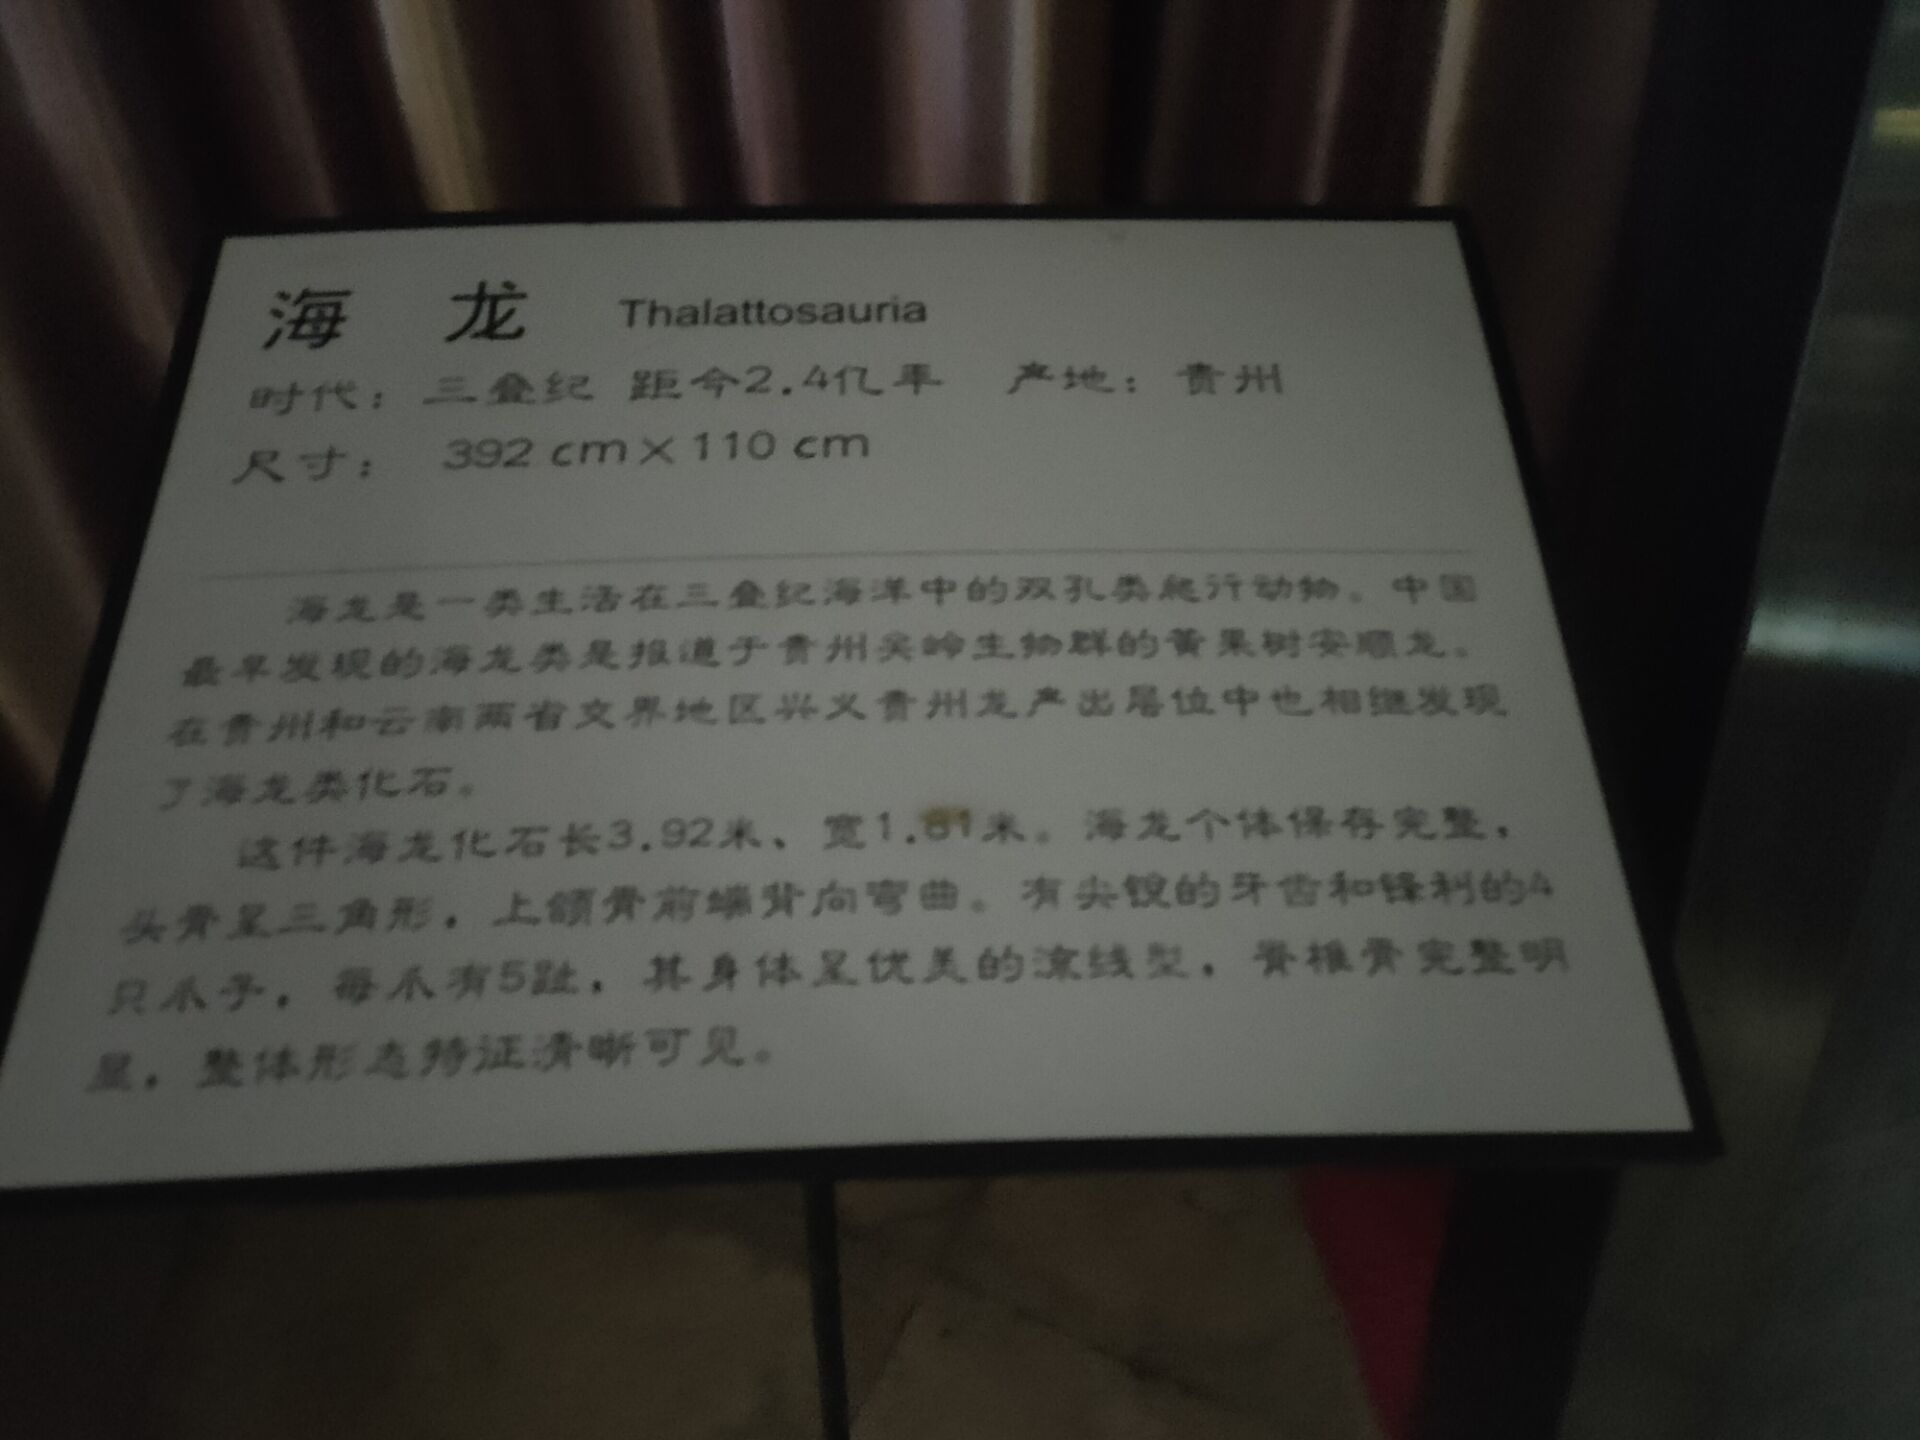 海 龙 Thalattosauria
时代： 三叠纪 距今2.4亿年 产地： 贵州
尺寸： 392 cm×110 cm
海龙是一类生活在三叠纪海洋中的双孔类爬行动物。中国
最早发现的海龙类是报道于贵州关岭生物群的黄果树安顺龙。
在贵州和云南两省交界地区兴义贵州龙产出层位中也相继发现
了海龙类化石。
这件海龙化石长3.92米、宽1.81米。海龙个体保存完整，
头骨呈三角形，上颌骨前端背向弯曲。有尖锐的牙齿和锋利的4
只爪子，每爪有5趾，其身体呈优美的流线型，脊椎骨完整明
显，整体形态特征清晰可见。